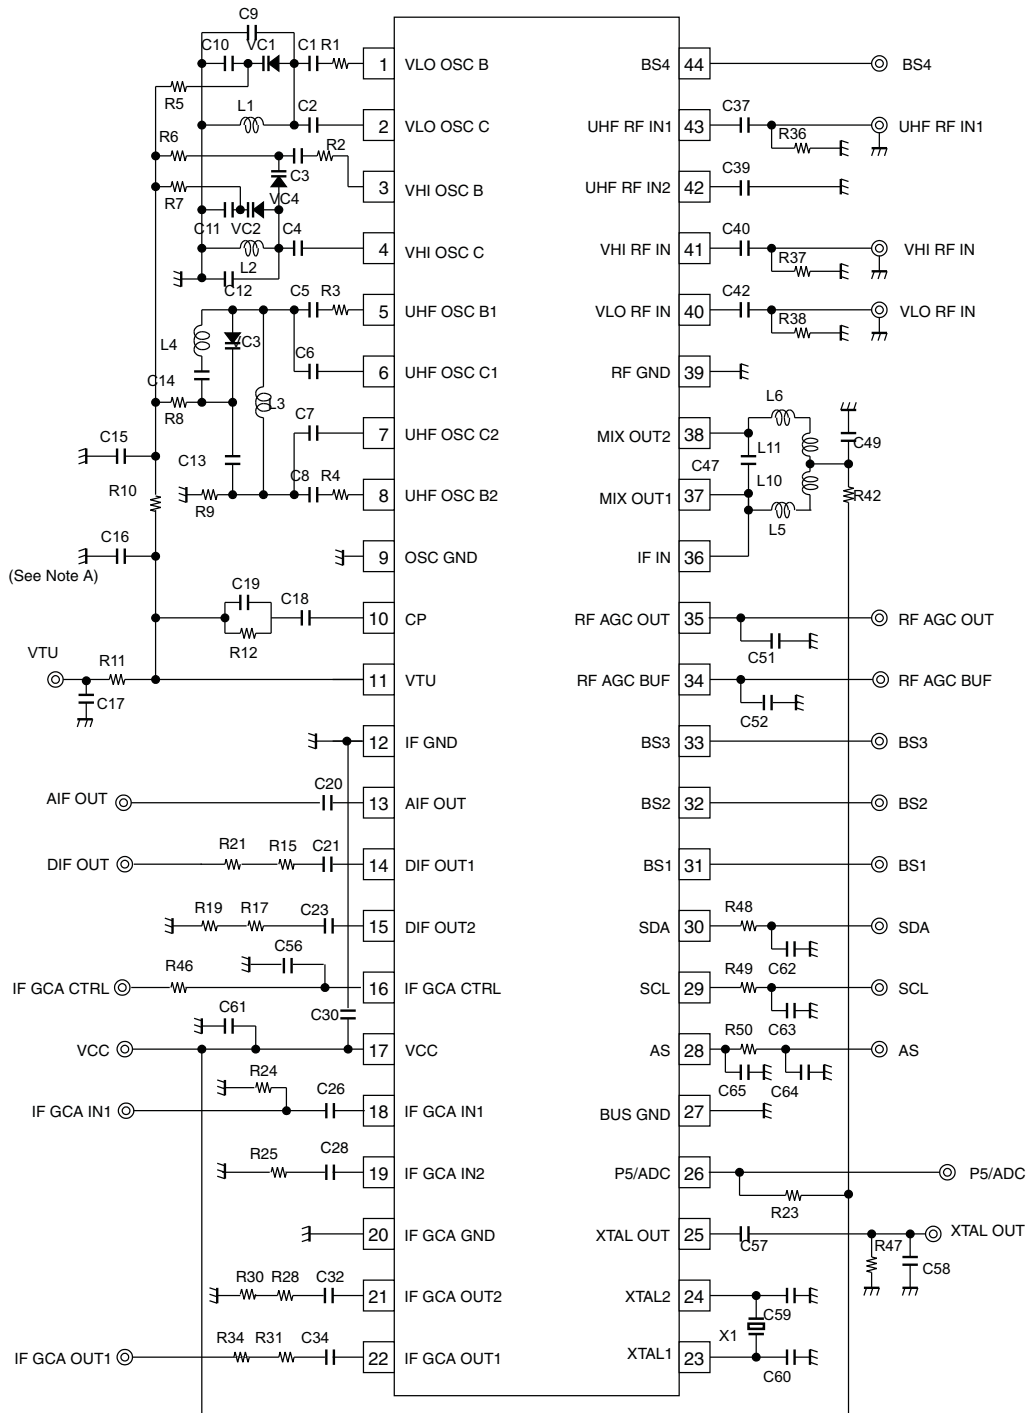 C9
C10 VC1 C1 R1
1 VLO OSC B BS4 44 BS4
R5
L1 C2 C37
2 VLO OSC C UHF RF IN1 43 UHF RF IN1
R6 R2 R36
C3 C39
3 VHI OSC B UHF RF IN2 42
R7 VC4
C11 VC2 C4 C40
4 VHI OSC C VHI RF IN 41 VHI RF IN
L2 R37
C12 C5 R3 C42
5 UHF OSC B1 VLO RF IN 40 VLO RF IN
L4 VC3 R38
C6
C14 6 UHF OSC C1 RF GND 39
R8 L3 L6
C7
7 UHF OSC C2 MIX OUT2 38 C49
C15 L11
C13 C8 R4 C47
R10 L10
8 UHF OSC B2 MIX OUT1 37 R42
R9 L5
C16
(See Note A) 9 OSC GND IF IN 36
C19 C18
10 CP RF AGC OUT 35 RF AGC OUT
R12 C51
VTU R11
11 VTU RF AGC BUF 34 RF AGC BUF
C17 C52
12 IF GND BS3 33 BS3
C20
AIF OUT 13 AIF OUT BS2 32 BS2
R21 R15 C21
DIF OUT 14 DIF OUT1 BS1 31 BS1
R19 R17 C23 R48
15 DIF OUT2 SDA 30 SDA
C56 C62
R46 R49
IF GCA CTRL 16 IF GCA CTRL SCL 29 SCL
C61 C30 R50 C63
VCC 17 VCC AS 28 AS
R24 C26 C65 C64
IF GCA IN1 18 IF GCA IN1 BUS GND 27
R25 C28
19 IF GCA IN2 P5/ADC 26 P5/ADC
R23
20 IF GCA GND XTAL OUT 25 XTAL OUT
C57 R47 C58
R30 R28 C32
21 IF GCA OUT2 XTAL2 24
C59
R34 R31 C34 X1
IF GCA OUT1 22 IF GCA OUT1 XTAL1 23
C60